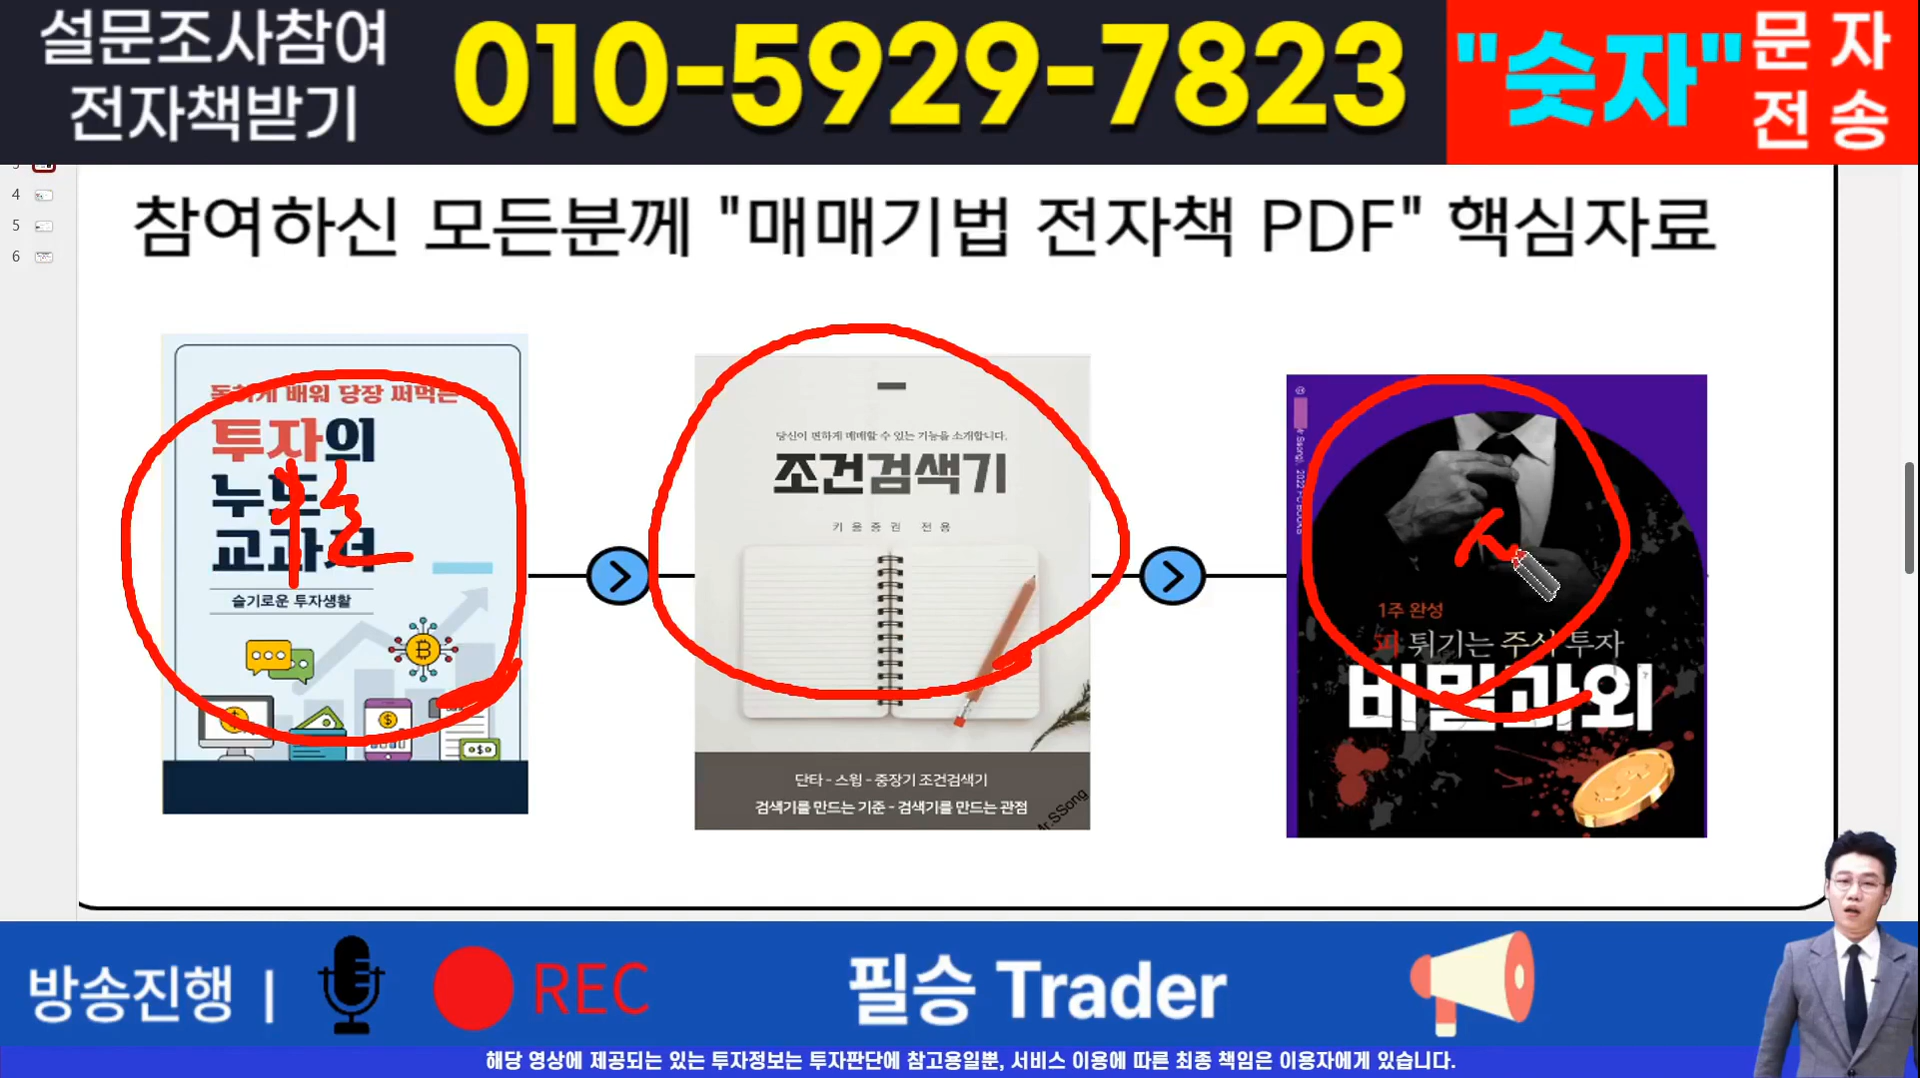 설문조사참여
전자책받기
010-5929-7823
"숫자"
문자
전송
4
5
6
참여하신 모든분께 "매매기법 전자책 PDF" 핵심자료
독하게 배워 당장 써먹는
투자의
교과서
슬기로운 투자생활
당신이 편하게 매매할 수 있는 기능을 소개합니다.
조건검색기
키움증권 전용
단타 - 스윙 - 중장기 조건검색기
검색기를 만드는 기준 - 검색기를 만드는 관점
Mr.SSong
1주 완성
튀기는 주식 투자
비밀과외
방송진행 |
REC
필승 Trader
해당 영상에 제공되는 있는 투자정보는 투자판단에 참고용일뿐, 서비스 이용에 따른 최종 책임은 이용자에게 있습니다.